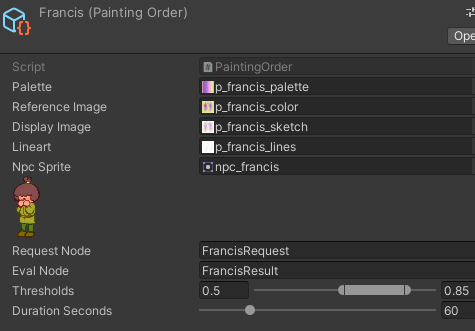 Francis (Painting Order)
Ope
Script PaintingOrder
Palette p_francis_palette
Reference Image p_francis_color
Display Image p_francis_sketch
Lineart p_francis_lines
Npc Sprite npc_francis
Request Node FrancisRequest
Eval Node FrancisResult
Thresholds 0.5 0.85
Duration Seconds 60